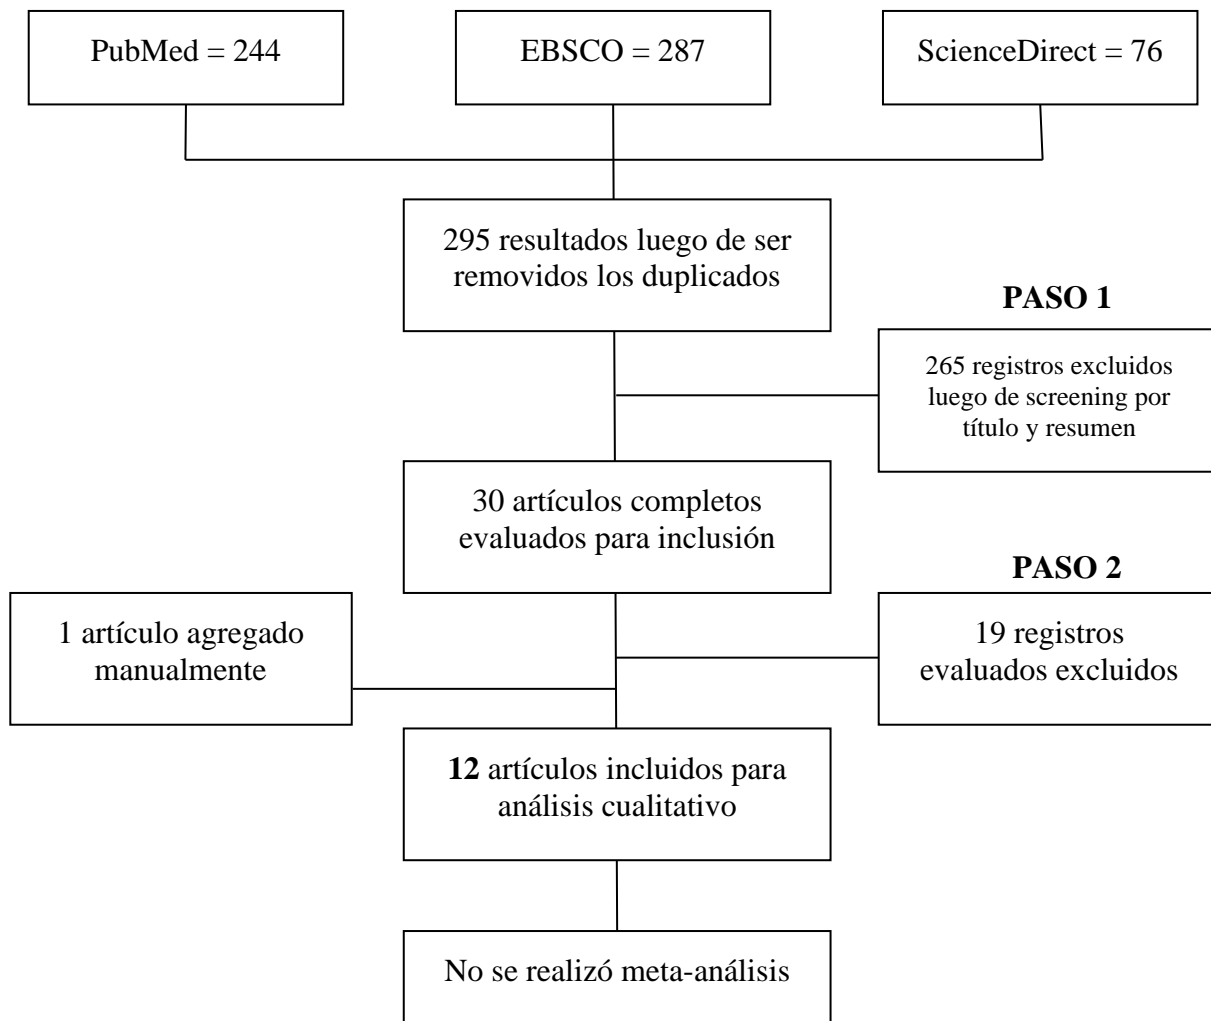 PubMed = 244
EBSCO = 287
ScienceDirect = 76
295 resultados luego de ser
removidos los duplicados
PASO 1
265 registros excluidos
luego de screening por
título y resumen
30 artículos completos
evaluados para inclusión
PASO 2
1 artículo agregado
manualmente
19 registros
evaluados excluidos
12 artículos incluidos para
análisis cualitativo
No se realizó meta-análisis